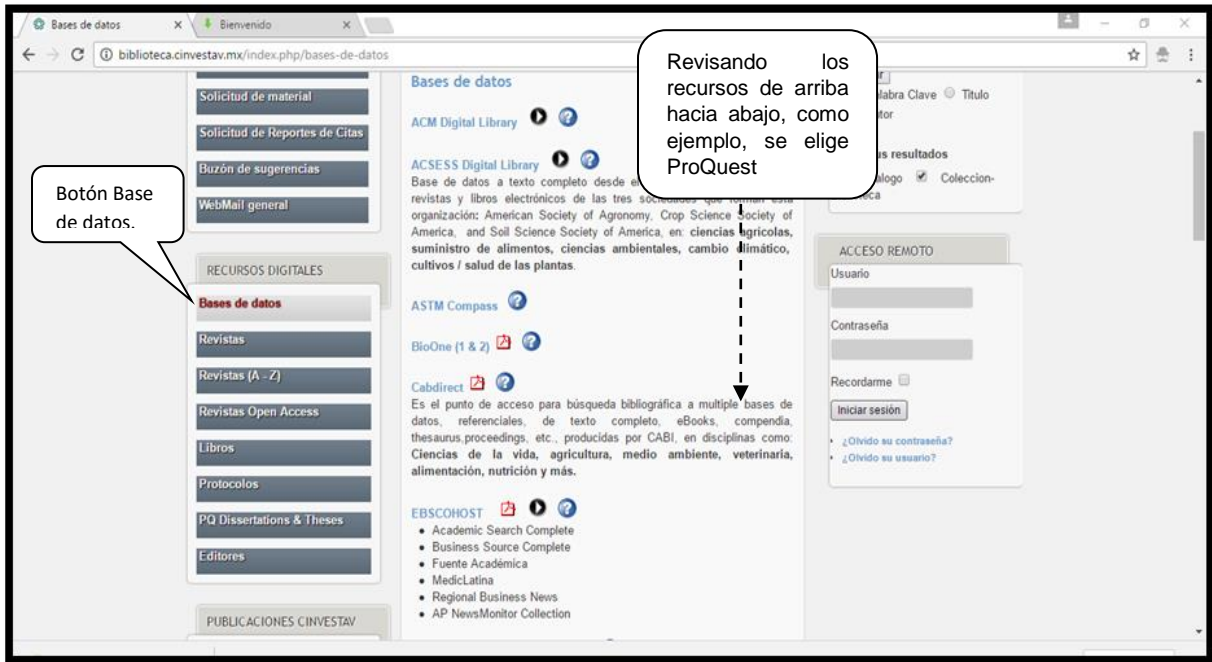 Bases de datos
Bienvenido
biblioteca.cinvestav.mx/index.php/bases-de-datos
Solicitud de material
Solicitud de Reportes de Citas
Buzón de sugerencias
WebMail general
Botón Base
de datos.
RECURSOS DIGITALES
Bases de datos
Revistas
Revistas (A - Z)
Revistas Open Access
Libros
Protocolos
PQ Dissertations & Theses
Editores
PUBLICACIONES CINVESTAV
Bases de datos
ACM Digital Library
ACSESS Digital Library
Base de datos a texto completo desde el
revistas y libros electrónicos de las tres sociedades que forman esta
organización: American Society of Agronomy, Crop Science Society of
America, and Soil Science Society of America, en: ciencias agrícolas,
suministro de alimentos, ciencias ambientales, cambio climático,
cultivos / salud de las plantas.
ASTM Compass
BioOne (1 & 2)
Cabdirect
Es el punto de acceso para búsqueda bibliográfica a multiple bases de
datos, referenciales, de texto completo, eBooks, compendia,
thesaurus,proceedings, etc., producidas por CABI, en disciplinas como:
Ciencias de la vida, agricultura, medio ambiente, veterinaria,
alimentación, nutrición y más.
EBSCOHOST
Academic Search Complete
Business Source Complete
Fuente Académica
MedicLatina
Regional Business News
AP NewsMonitor Collection
Revisando los
recursos de arriba
hacia abajo, como
ejemplo, se elige
ProQuest
Clave Titulo
resultados
Coleccion-
ACCESO REMOTO
Usuario
Contraseña
Recordarme
Iniciar sesión
¿Olvido su contraseña?
¿Olvido su usuario?